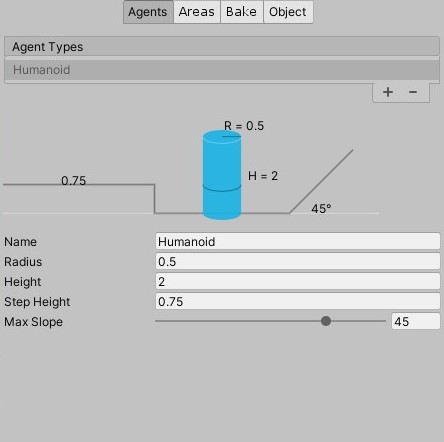 Agents Areas Bake Object
Agent Types
Humanoid
+ −
R = 0.5
H = 2
0.75
45°
Name Humanoid
Radius 0.5
Height 2
Step Height 0.75
Max Slope 45